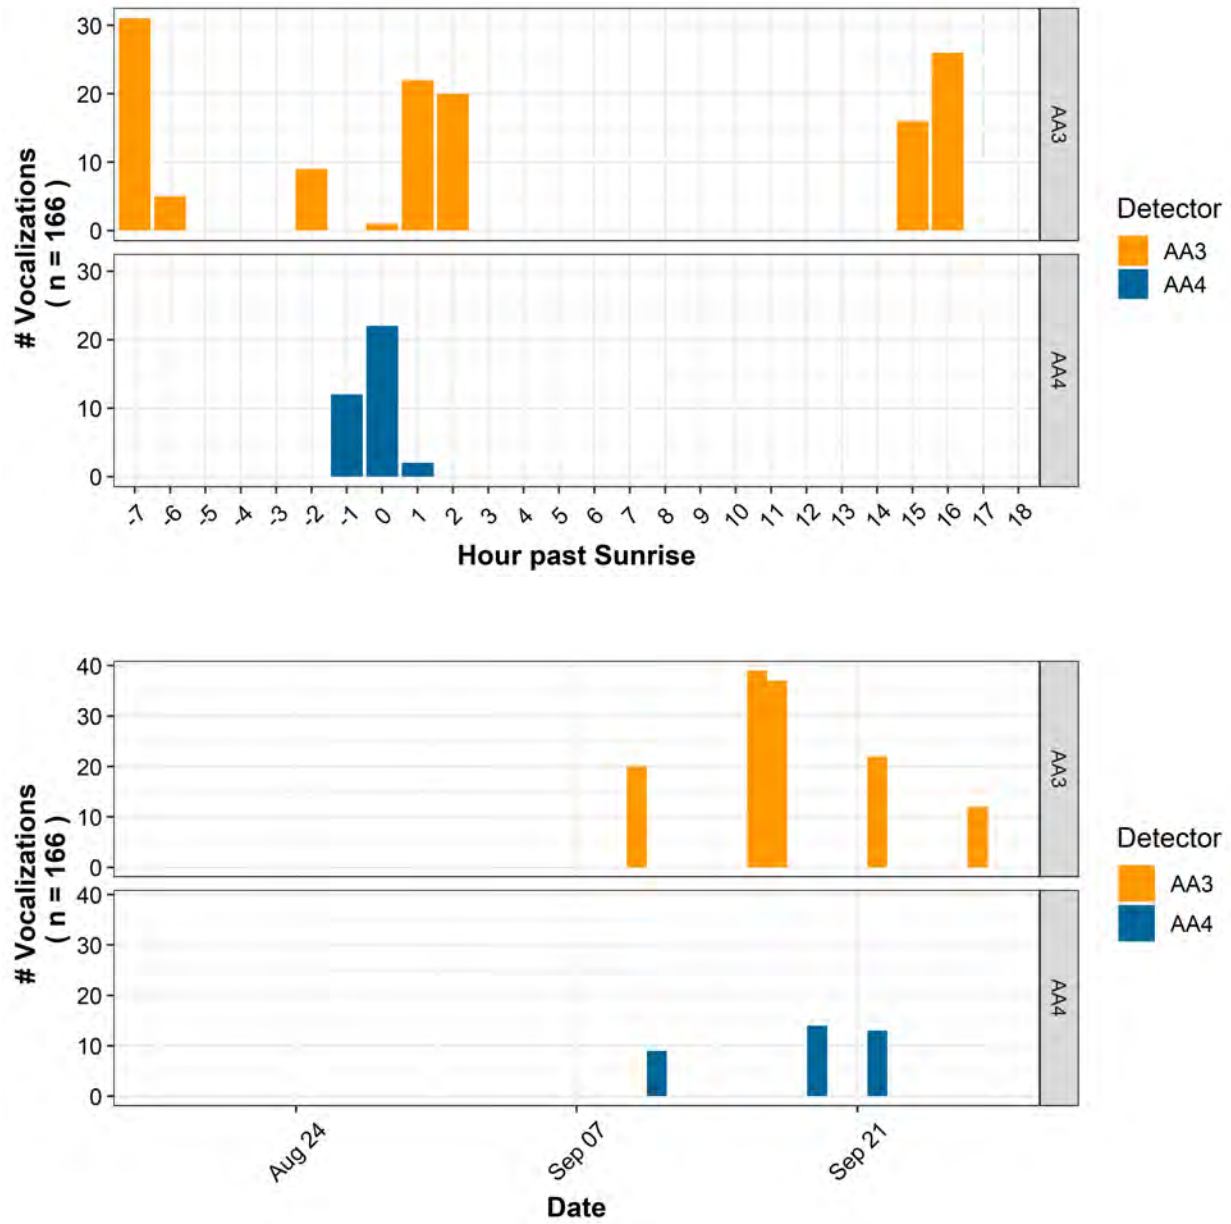 # Vocalizations
( n = 166 )
30
20
10
0
AA3
30
20
10
0
AA4
-7 -6 -5 -4 -3 -2 -1 0 1 2 3 4 5 6 7 8 9 10 11 12 13 14 15 16 17 18
Hour past Sunrise
Detector
AA3
AA4
# Vocalizations
( n = 166 )
40
30
20
10
0
AA3
40
30
20
10
0
AA4
Aug 24 Sep 07 Sep 21
Date
Detector
AA3
AA4